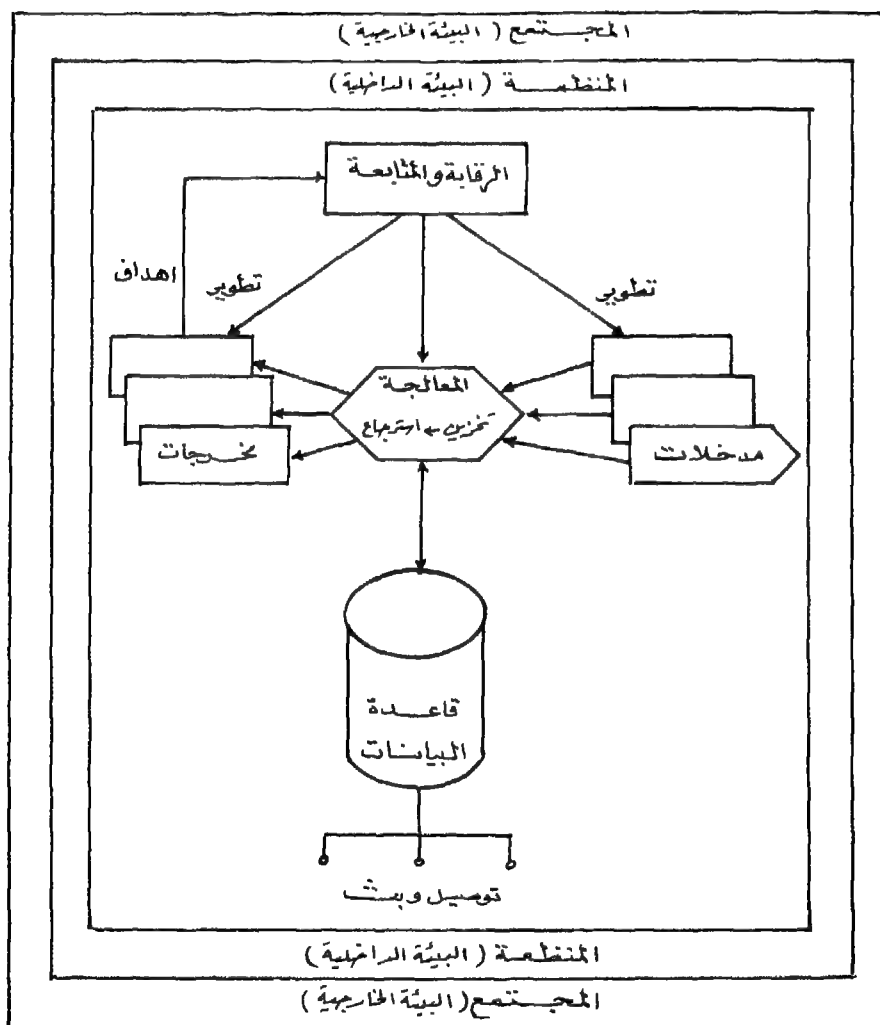 المجتمع (البيئة الخارجية)
المنظمة (البيئة الداخلية)
الرقابة والمتابعة
تطوير
تطوير
اهداف
المعالجة
تخزين ← استرجاع
مدخلات
مخرجات
قاعدة
البيانات
توصيل وبث
المنظمة (البيئة الداخلية)
المجتمع (البيئة الخارجية)